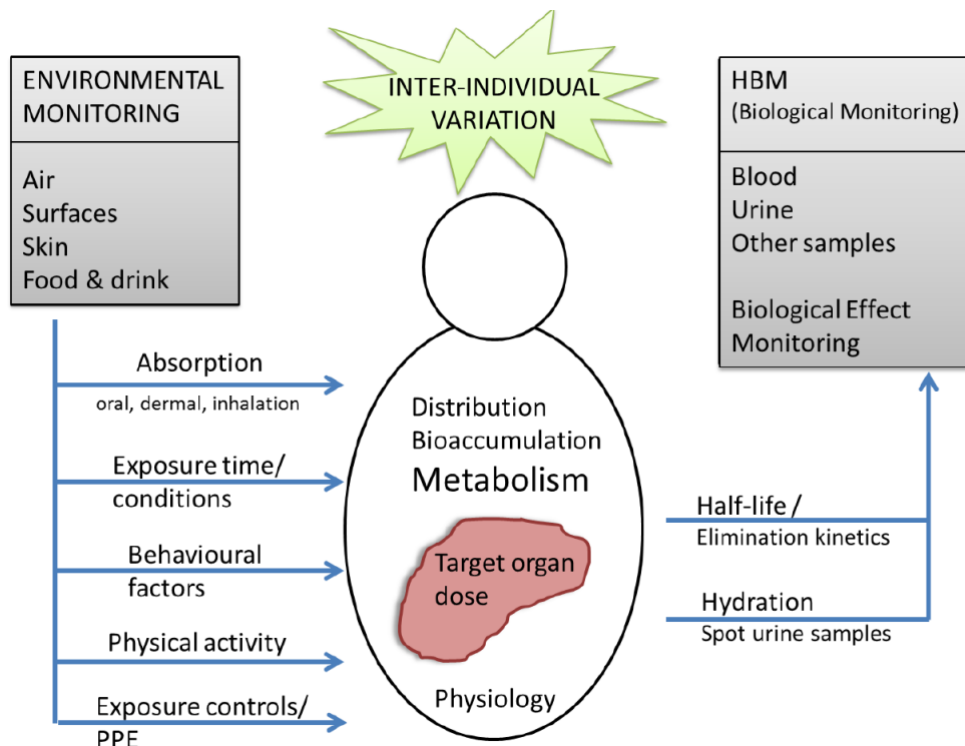 ENVIRONMENTAL
MONITORING
Air
Surfaces
Skin
Food & drink
INTER-INDIVIDUAL
VARIATION
HBM
(Biological Monitoring)
Blood
Urine
Other samples
Biological Effect
Monitoring
Absorption
oral, dermal, inhalation
Exposure time/
conditions
Behavioural
factors
Physical activity
Exposure controls/
PPE
Distribution
Bioaccumulation
Metabolism
Target organ
dose
Physiology
Half-life /
Elimination kinetics
Hydration
Spot urine samples